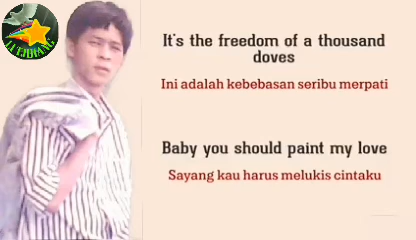 It's the freedom of a thousand
doves
Ini adalah kebebasan seribu merpati
Baby you should paint my love
Sayang kau harus melukis cintaku